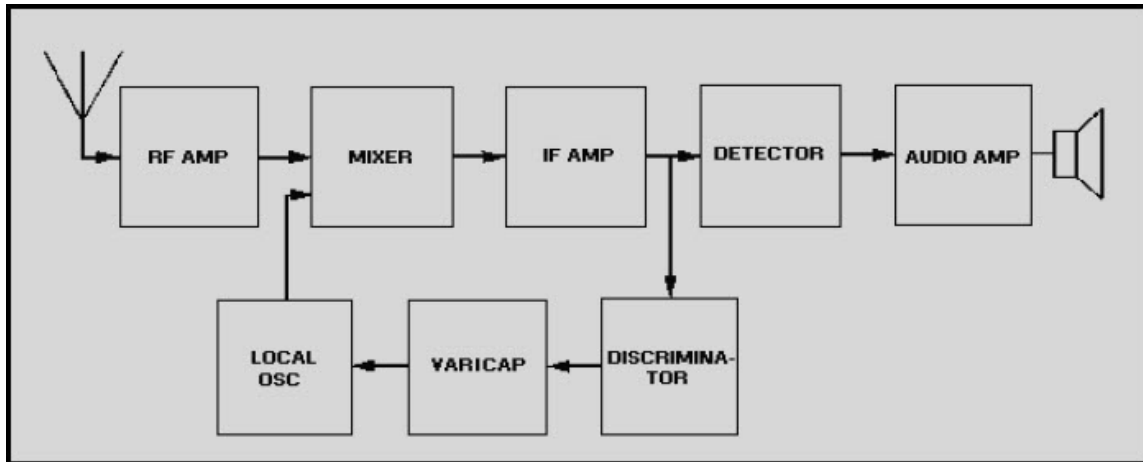 RF AMP
MIXER
IF AMP
DETECTOR
AUDIO AMP
LOCAL
OSC
VARICAP
DISCRIMINA-
TOR